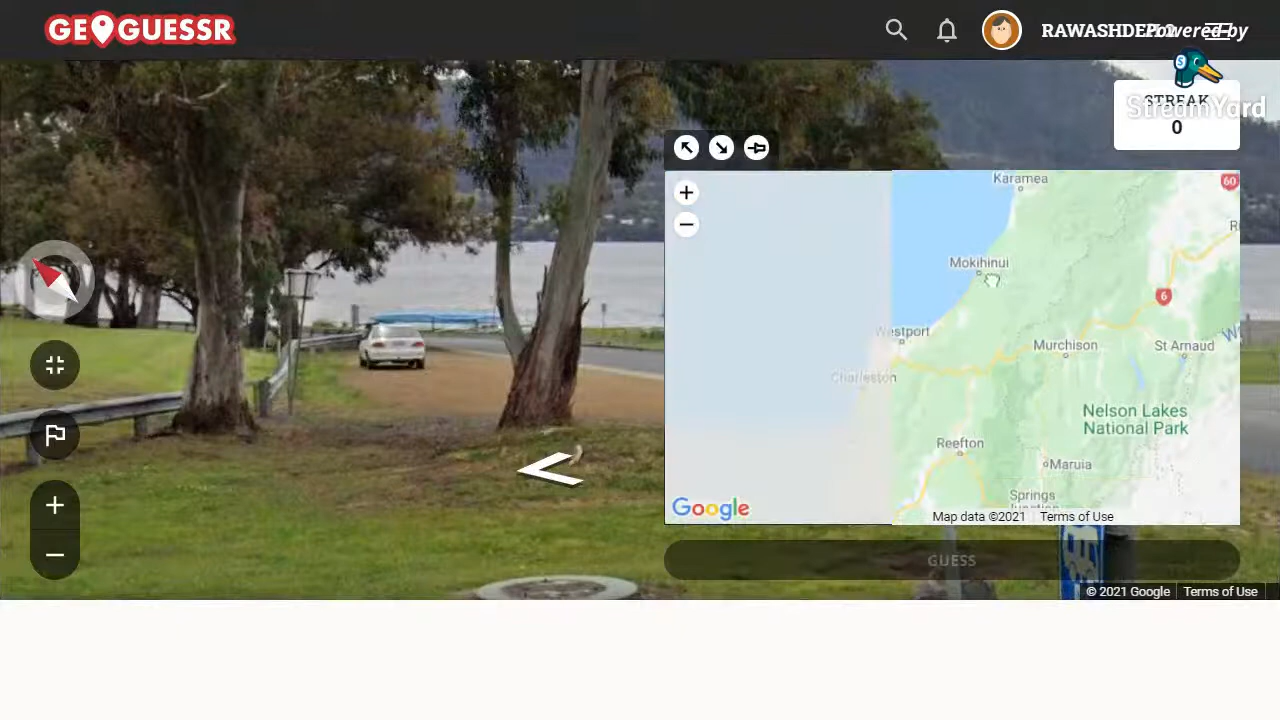 GEOGUESSR
RAWASHDEH
Powered by
StreamYard
STREAK
0
Karamea
60
Mokihinui
6
Westport
Murchison
St Arnaud
Charleston
Nelson Lakes
National Park
Reefton
Maruia
Springs
Google
Map data ©2021
Terms of Use
GUESS
© 2021 Google
Terms of Use